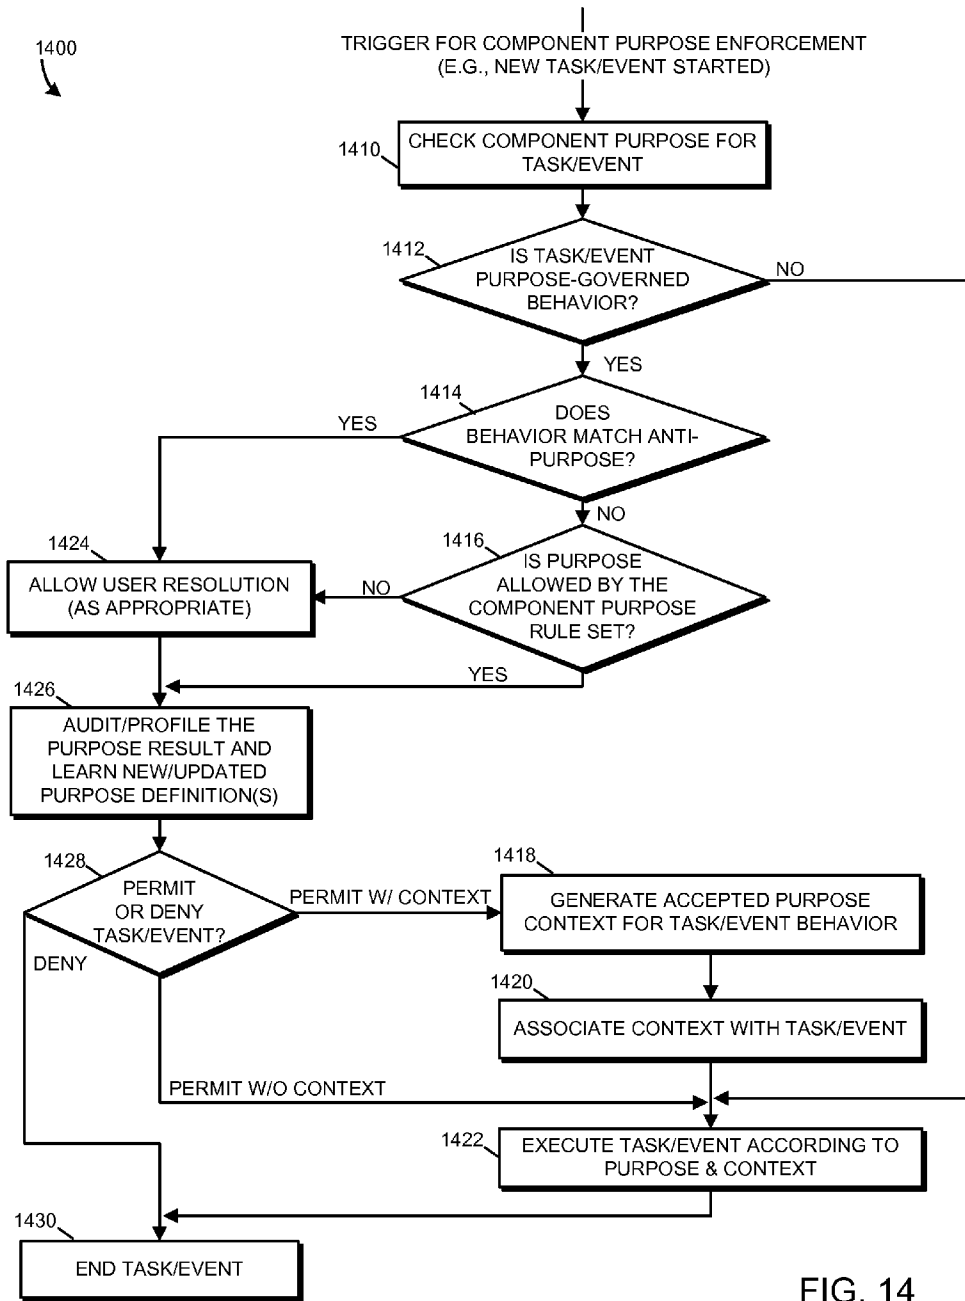 1400
TRIGGER FOR COMPONENT PURPOSE ENFORCEMENT
(E.G., NEW TASK/EVENT STARTED)
1410
CHECK COMPONENT PURPOSE FOR
TASK/EVENT
1412
IS TASK/EVENT
PURPOSE-GOVERNED
BEHAVIOR?
NO
YES
1414
DOES
BEHAVIOR MATCH ANTI-
PURPOSE?
YES
NO
1416
IS PURPOSE
ALLOWED BY THE
COMPONENT PURPOSE
RULE SET?
NO
YES
1424
ALLOW USER RESOLUTION
(AS APPROPRIATE)
1426
AUDIT/PROFILE THE
PURPOSE RESULT AND
LEARN NEW/UPDATED
PURPOSE DEFINITION(S)
1428
PERMIT
OR DENY
TASK/EVENT?
PERMIT W/ CONTEXT
DENY
1418
GENERATE ACCEPTED PURPOSE
CONTEXT FOR TASK/EVENT BEHAVIOR
1420
ASSOCIATE CONTEXT WITH TASK/EVENT
PERMIT W/O CONTEXT
1422
EXECUTE TASK/EVENT ACCORDING TO
PURPOSE & CONTEXT
1430
END TASK/EVENT
FIG. 14